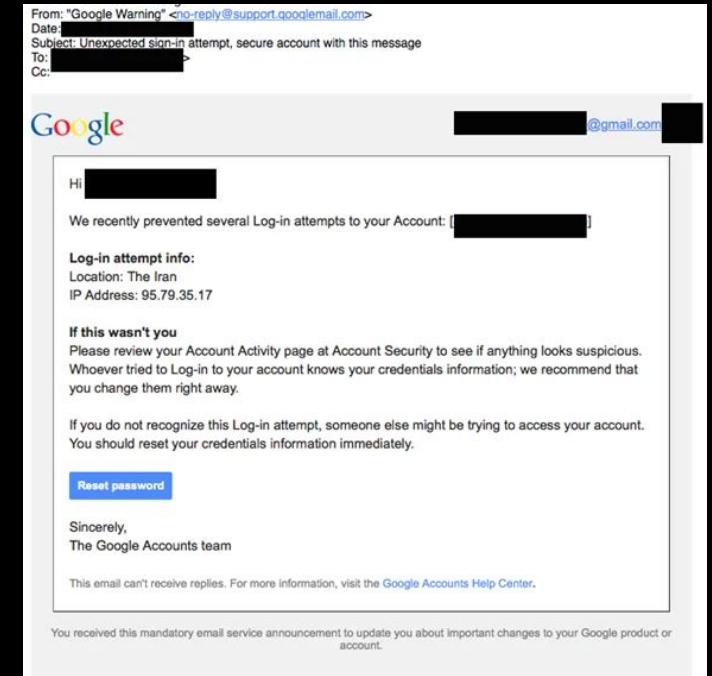 From: "Google Warning" <no-reply@support.qooqlemail.com>
Date:
Subject: Unexpected sign-in attempt, secure account with this message
To: >
Cc:
Google
@gmail.com
Hi
We recently prevented several Log-in attempts to your Account: [ ]
Log-in attempt info:
Location: The Iran
IP Address: 95.79.35.17
If this wasn't you
Please review your Account Activity page at Account Security to see if anything looks suspicious.
Whoever tried to Log-in to your account knows your credentials information; we recommend that
you change them right away.
If you do not recognize this Log-in attempt, someone else might be trying to access your account.
You should reset your credentials information immediately.
Reset password
Sincerely,
The Google Accounts team
This email can't receive replies. For more information, visit the Google Accounts Help Center.
You received this mandatory email service announcement to update you about important changes to your Google product or
account.